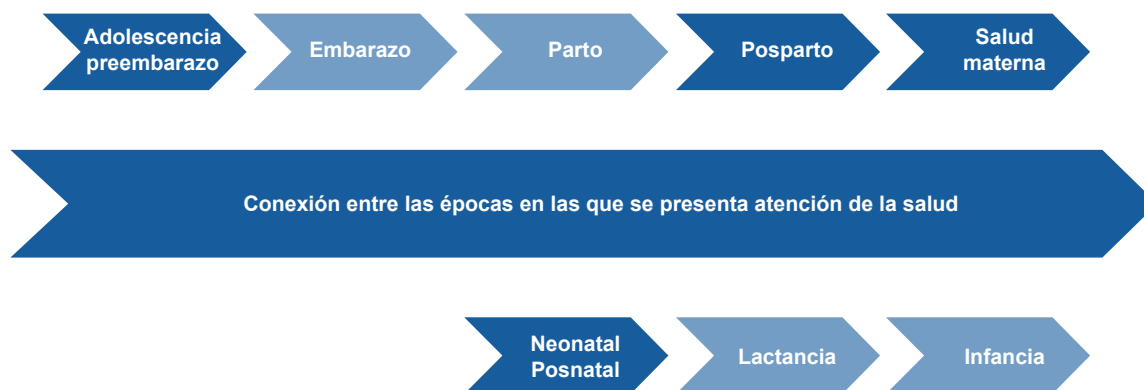 Adolescencia
preembarazo
Embarazo
Parto
Posparto
Salud
materna
Conexión entre las épocas en las que se presenta atención de la salud
Neonatal
Posnatal
Lactancia
Infancia